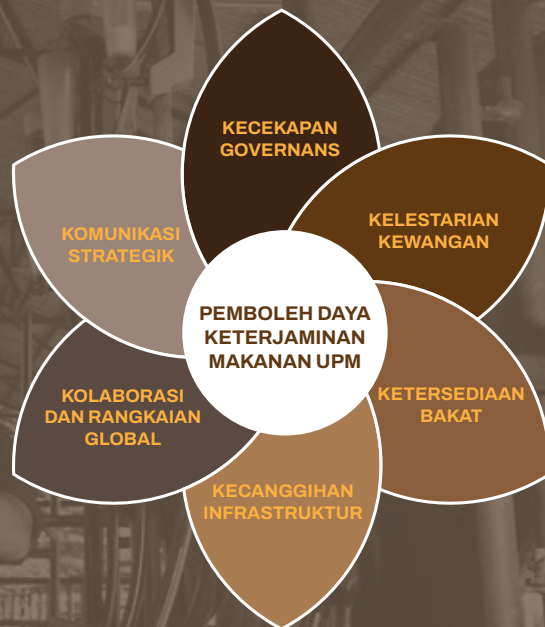 KECEKAPAN
GOVERNANS
KELESTARIAN
KEWANGAN
KETERSEDIAAN
BAKAT
KECANGGIHAN
INFRASTRUKTUR
KOLABORASI
DAN RANGKAIAN
GLOBAL
KOMUNIKASI
STRATEGIK
PEMBOLEH DAYA
KETERJAMINAN
MAKANAN UPM